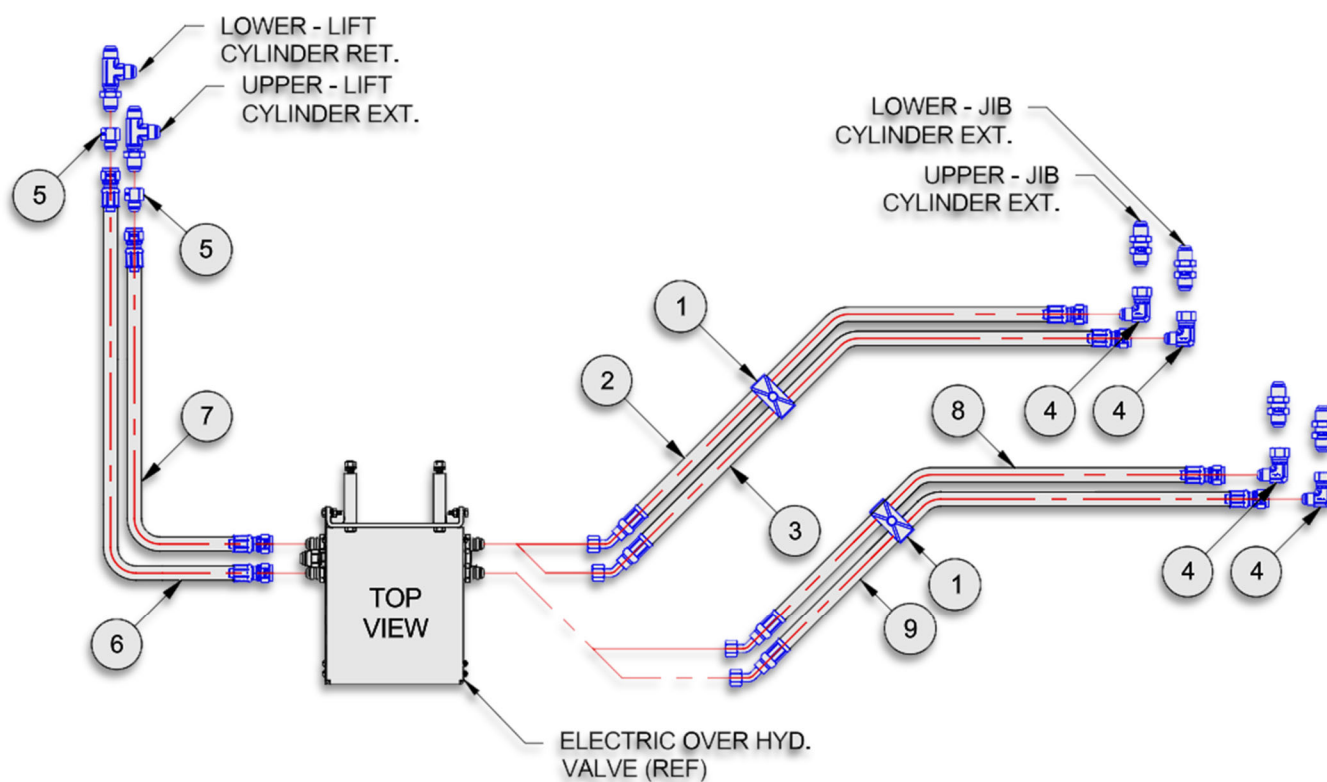 LOWER - LIFT
CYLINDER RET.
UPPER - LIFT
CYLINDER EXT.
LOWER - JIB
CYLINDER EXT.
UPPER - JIB
CYLINDER EXT.
5
5
1
2
7
4
4
8
3
6
TOP
VIEW
9
1
4
4
ELECTRIC OVER HYD.
VALVE (REF)